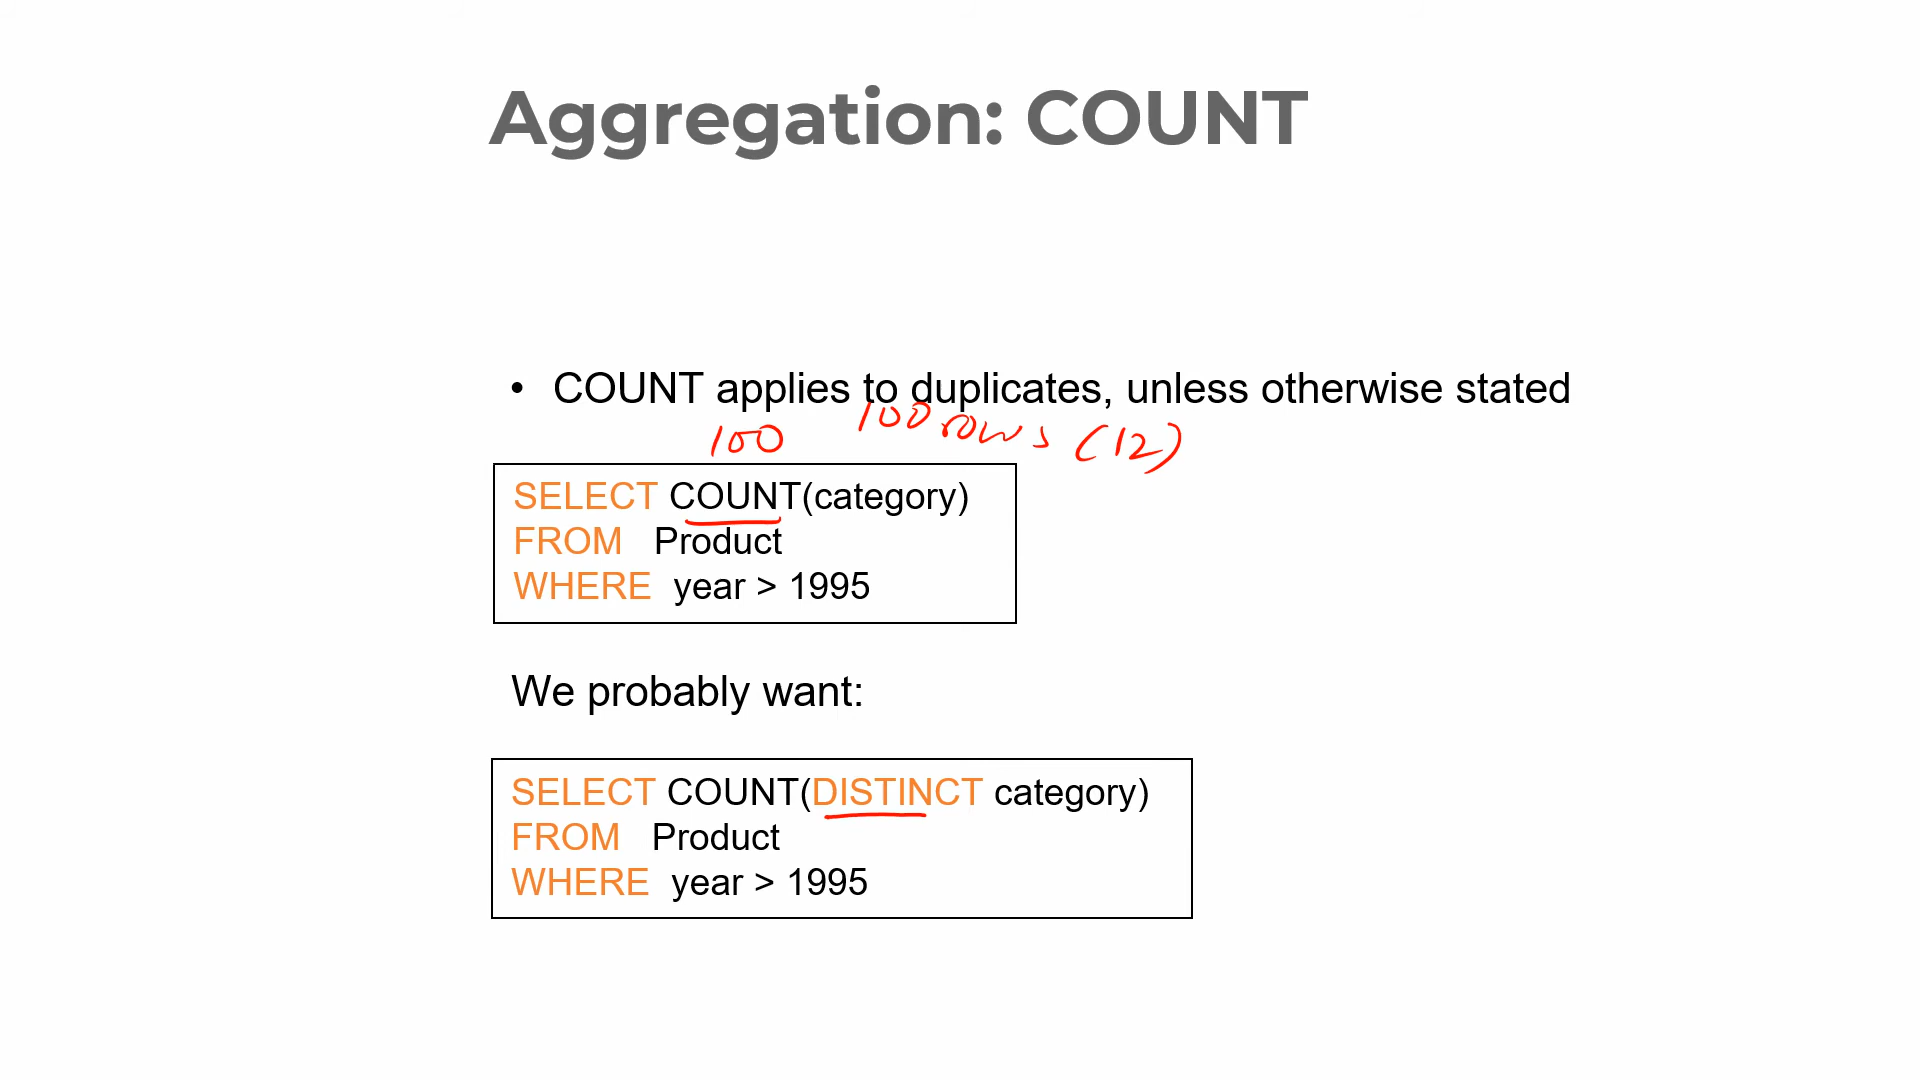 Aggregation: COUNT
• COUNT applies to duplicates, unless otherwise stated
100 100 rows (12)
SELECT COUNT(category)
FROM Product
WHERE year > 1995
We probably want:
SELECT COUNT(DISTINCT category)
FROM Product
WHERE year > 1995